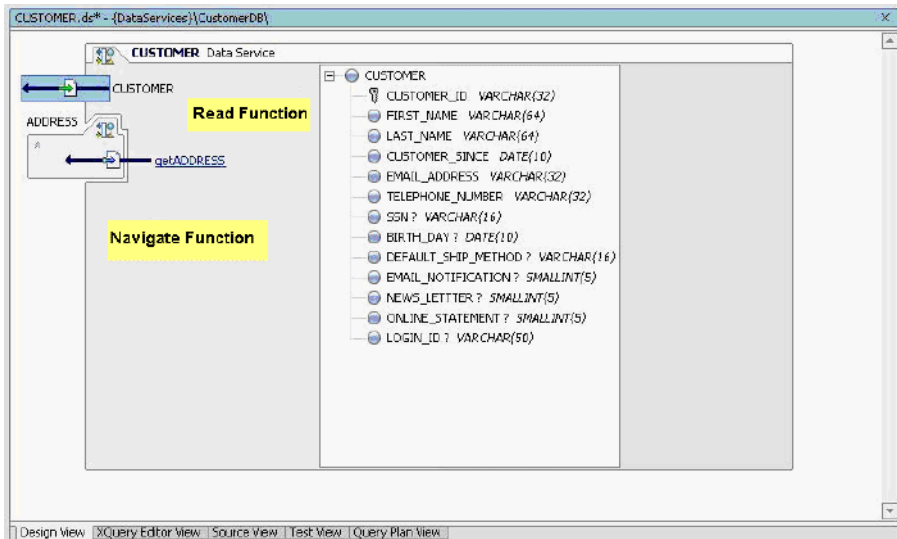 CUSTOMER.ds* - {DataServices}\CustomerDB\
CUSTOMER Data Service
CUSTOMER
Read Function
ADDRESS
getADDRESS
Navigate Function
CUSTOMER
CUSTOMER_ID VARCHAR(32)
FIRST_NAME VARCHAR(64)
LAST_NAME VARCHAR(64)
CUSTOMER_SINCE DATE(10)
EMAIL_ADDRESS VARCHAR(32)
TELEPHONE_NUMBER VARCHAR(32)
SSN ? VARCHAR(16)
BIRTH_DAY ? DATE(10)
DEFAULT_SHIP_METHOD ? VARCHAR(16)
EMAIL_NOTIFICATION ? SMALLINT(5)
NEWS_LETTTER ? SMALLINT(5)
ONLINE_STATEMENT ? SMALLINT(5)
LOGIN_ID ? VARCHAR(50)
Design View XQuery Editor View Source View Test View Query Plan View